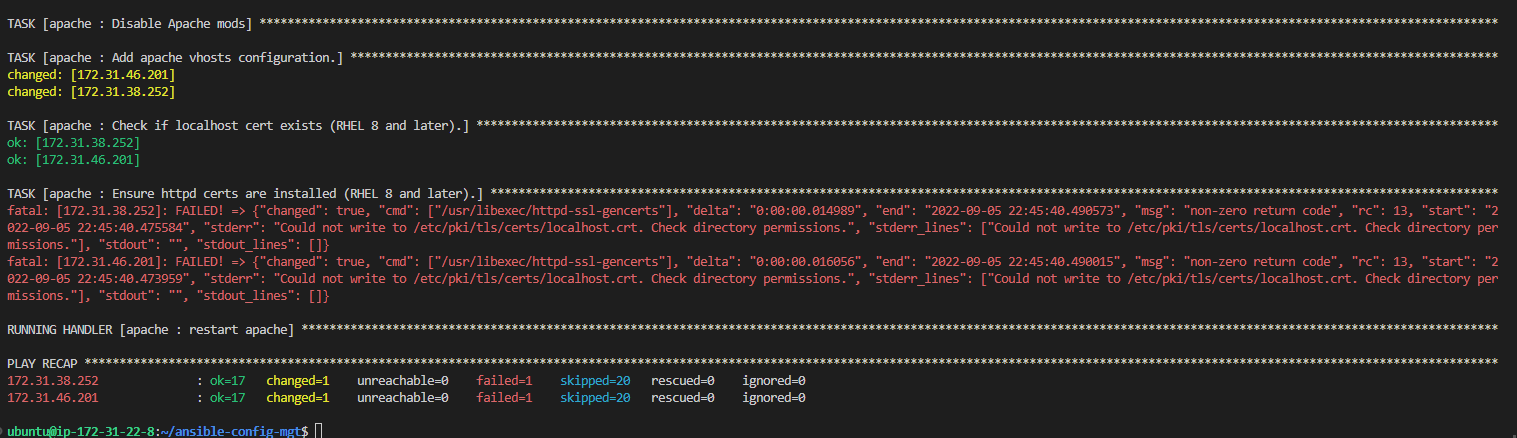 TASK [apache : Disable Apache mods] *********************************************************************************************************************************************************************************
TASK [apache : Add apache vhosts configuration.] ********************************************************************************************************************************************************************
changed: [172.31.46.201]
changed: [172.31.38.252]
TASK [apache : Check if localhost cert exists (RHEL 8 and later).] **************************************************************************************************************************************************
ok: [172.31.38.252]
ok: [172.31.46.201]
TASK [apache : Ensure httpd certs are installed (RHEL 8 and later).] ************************************************************************************************************************************************
fatal: [172.31.38.252]: FAILED! => {"changed": true, "cmd": ["/usr/libexec/httpd-ssl-gencerts"], "delta": "0:00:00.014989", "end": "2022-09-05 22:45:40.490573", "msg": "non-zero return code", "rc": 13, "start": "2
022-09-05 22:45:40.475584", "stderr": "Could not write to /etc/pki/tls/certs/localhost.crt. Check directory permissions.", "stderr_lines": ["Could not write to /etc/pki/tls/certs/localhost.crt. Check directory per
missions."], "stdout": "", "stdout_lines": []}
fatal: [172.31.46.201]: FAILED! => {"changed": true, "cmd": ["/usr/libexec/httpd-ssl-gencerts"], "delta": "0:00:00.016056", "end": "2022-09-05 22:45:40.490015", "msg": "non-zero return code", "rc": 13, "start": "2
022-09-05 22:45:40.473959", "stderr": "Could not write to /etc/pki/tls/certs/localhost.crt. Check directory permissions.", "stderr_lines": ["Could not write to /etc/pki/tls/certs/localhost.crt. Check directory per
missions."], "stdout": "", "stdout_lines": []}
RUNNING HANDLER [apache : restart apache] ***************************************************************************************************************************************************************************
PLAY RECAP **********************************************************************************************************************************************************************************************************
172.31.38.252              : ok=17   changed=1    unreachable=0    failed=1    skipped=20   rescued=0    ignored=0
172.31.46.201              : ok=17   changed=1    unreachable=0    failed=1    skipped=20   rescued=0    ignored=0
ubuntu@ip-172-31-22-8:~/ansible-config-mgt$